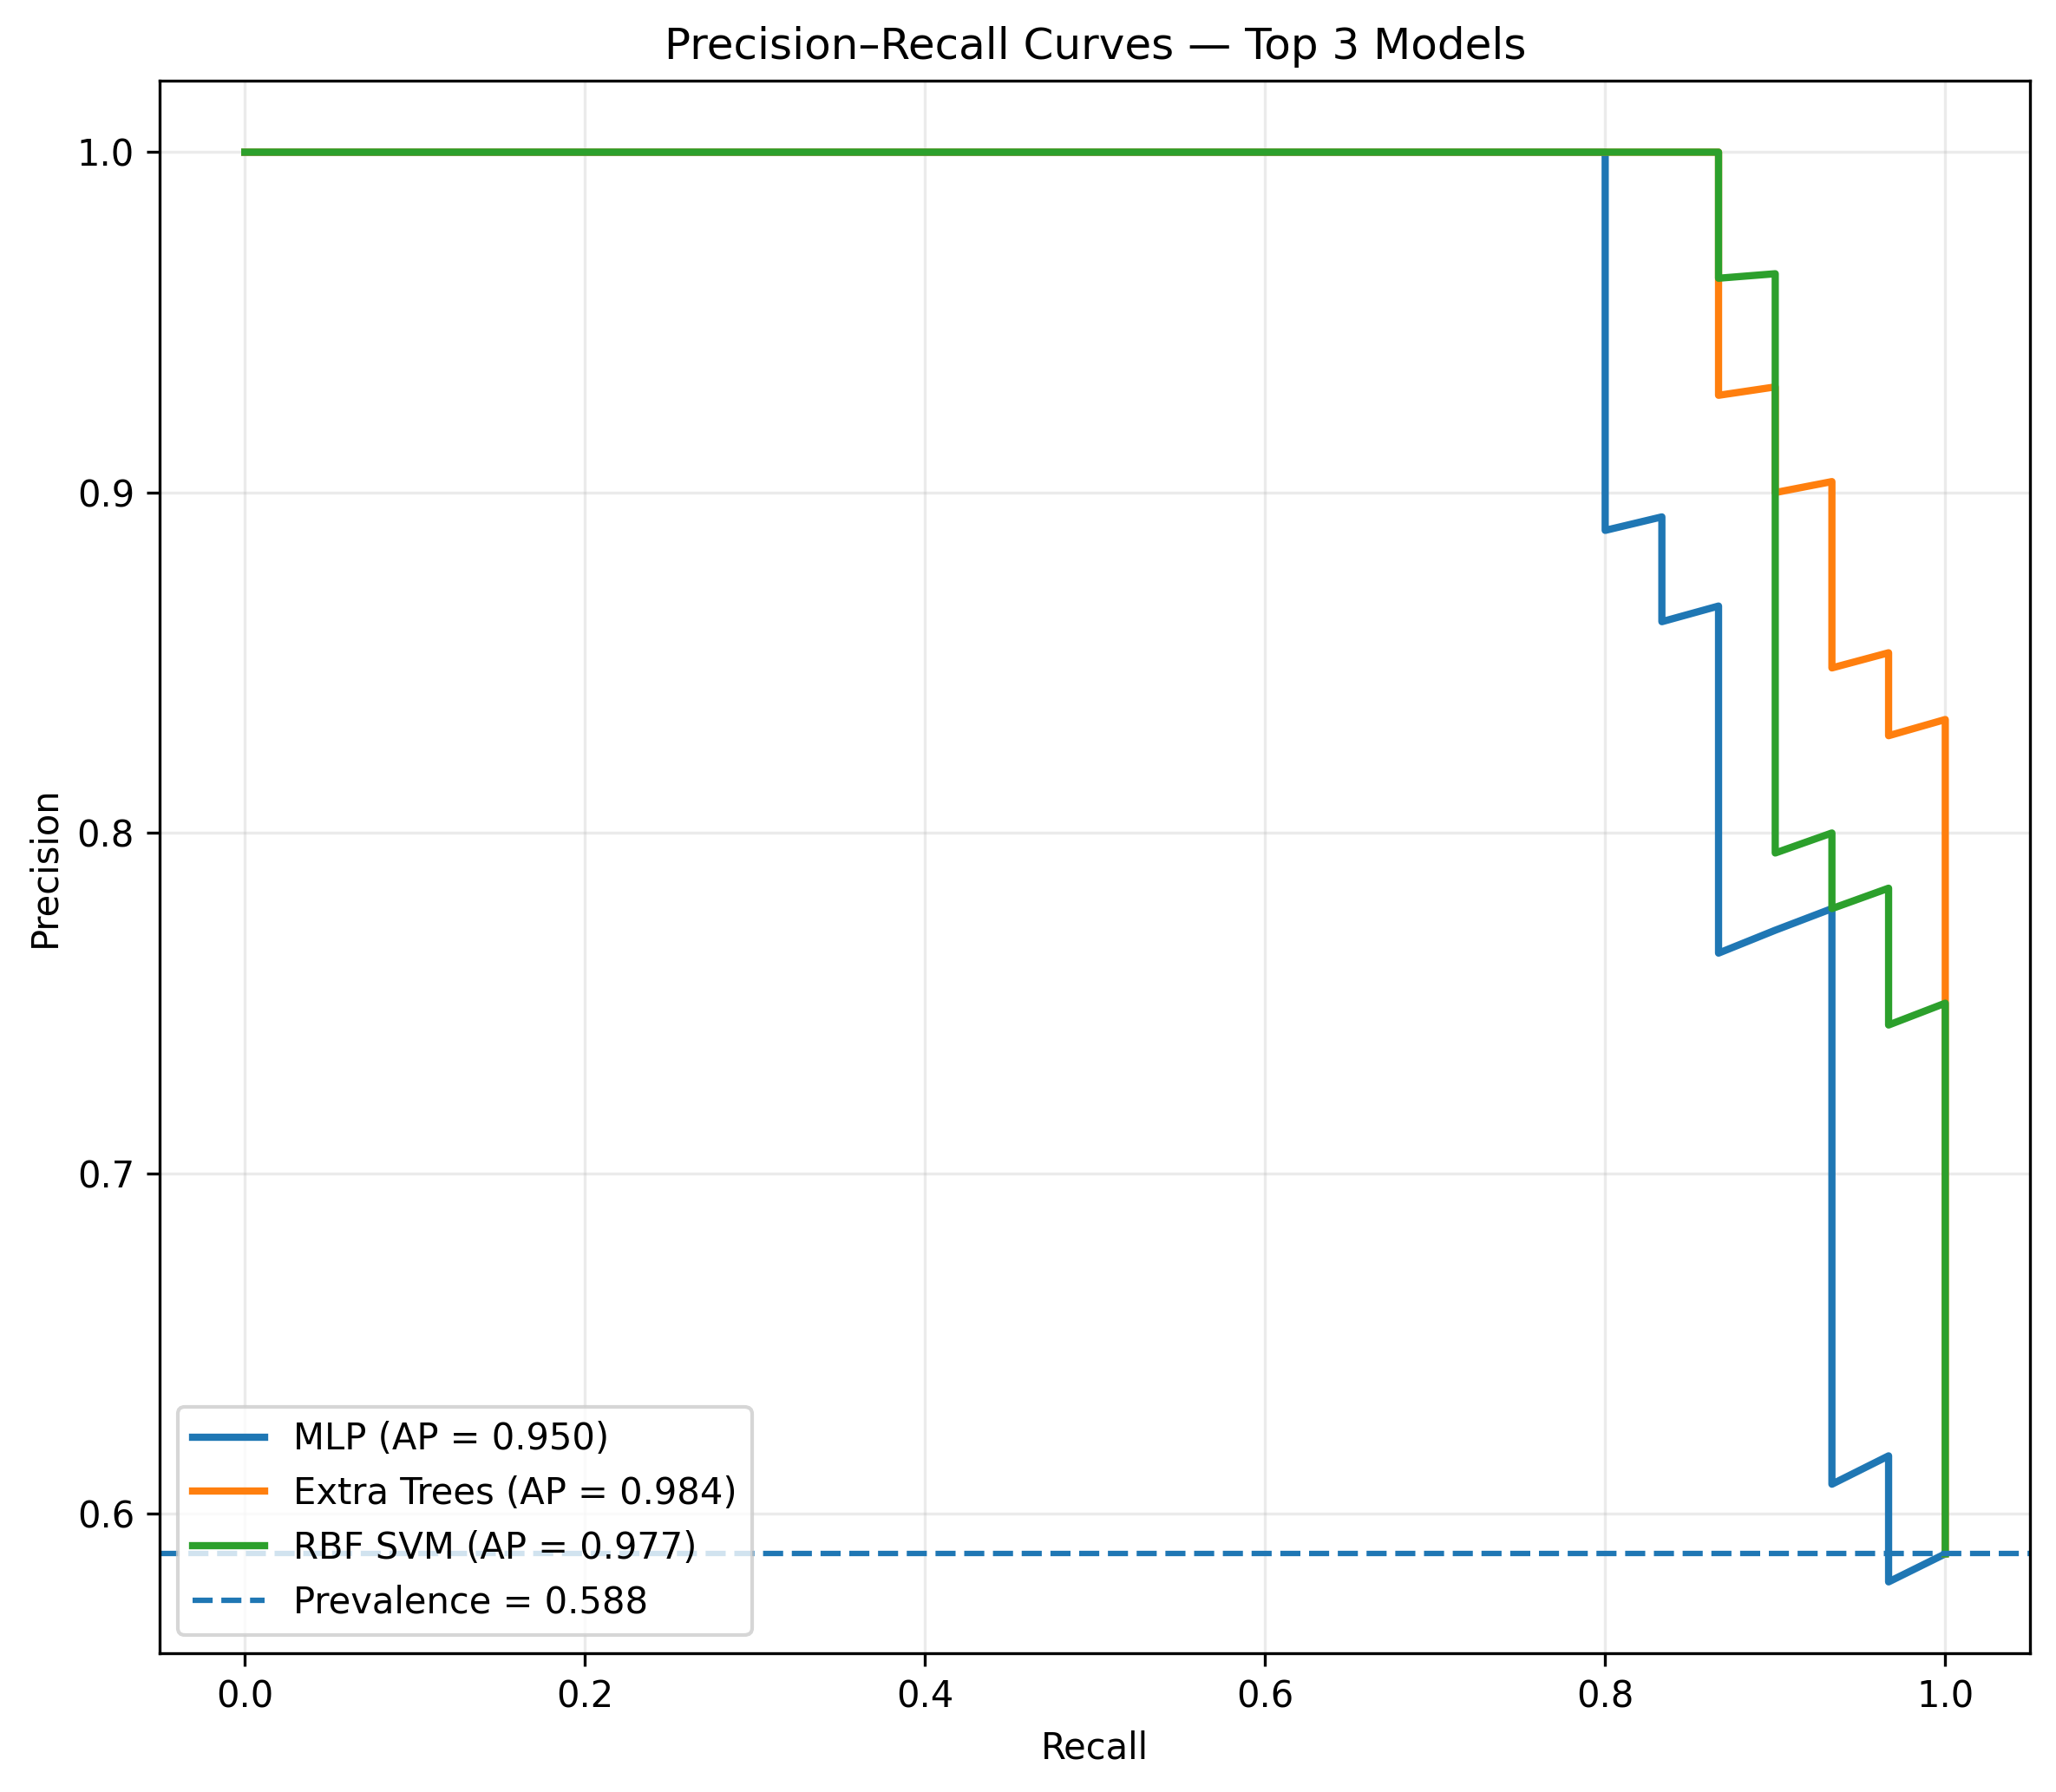 Precision–Recall Curves — Top 3 Models
1.0
0.9
0.8
0.7
0.6
Precision
MLP (AP = 0.950)
Extra Trees (AP = 0.984)
RBF SVM (AP = 0.977)
Prevalence = 0.588
0.0 0.2 0.4 0.6 0.8 1.0
Recall